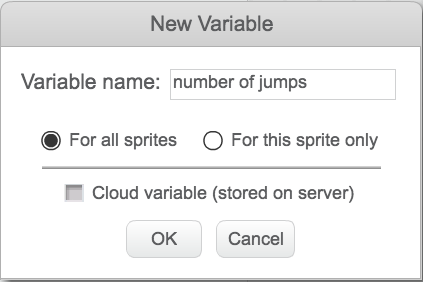 New Variable
Variable name: number of jumps
For all sprites For this sprite only
Cloud variable (stored on server)
OK Cancel